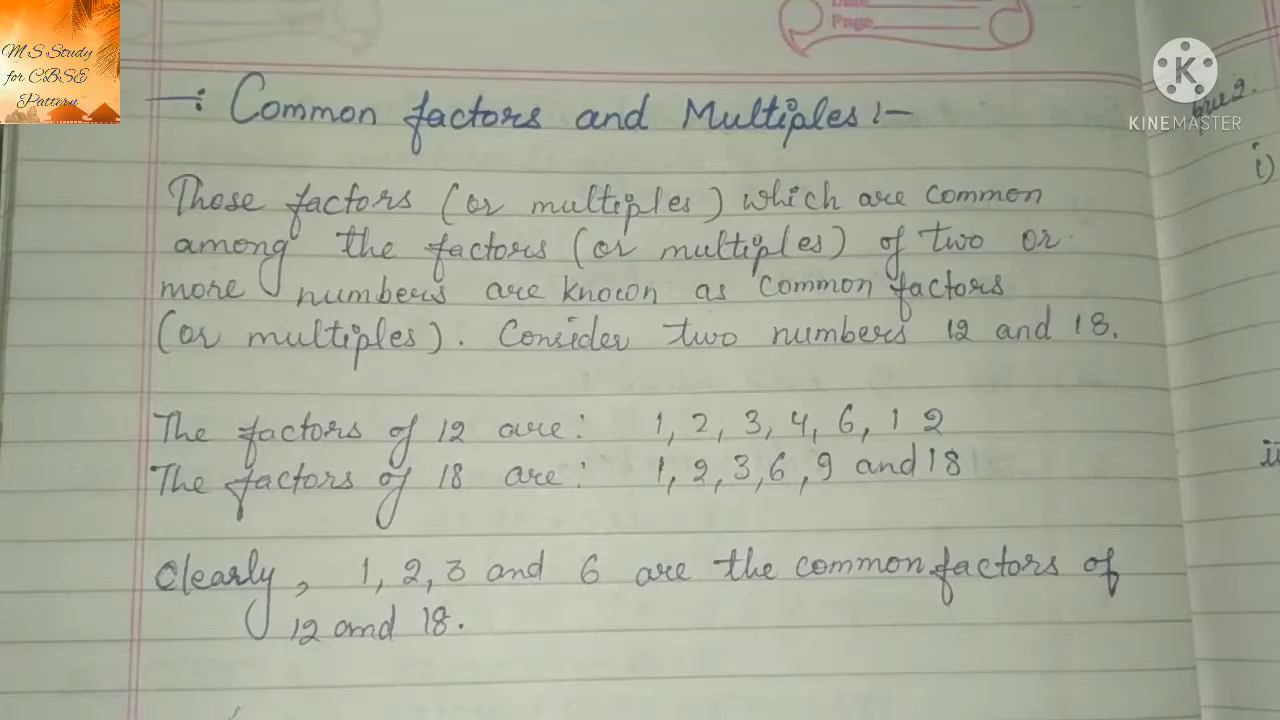 M S Study
for CBSE
Pattern
Date
Page
K
KINEMASTER
—: Common factors and Multiples :—
Those factors (or multiples) which are common
among the factors (or multiples) of two or
more numbers are known as common factors
(or multiples). Consider two numbers 12 and 18.
The factors of 12 are: 1, 2, 3, 4, 6, 1 2
The factors of 18 are: 1, 2, 3, 6, 9 and 18
Clearly, 1, 2, 3 and 6 are the common factors of
12 and 18.
i)